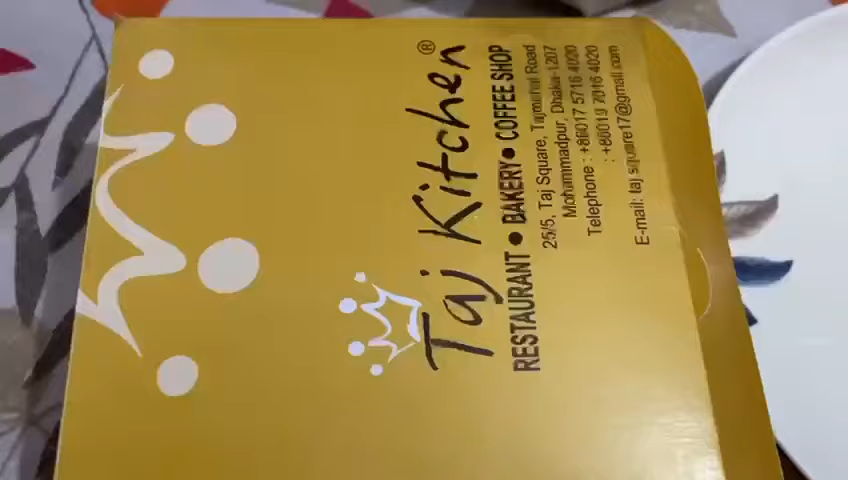 Taj Kitchen®
RESTAURANT ● BAKERY ● COFFEE SHOP
25/5, Taj Square, Tajmahal Road
Mohammadpur, Dhaka-1207
Telephone : +88017 5716 4020
: +88019 7016 4020
E-mail: taj square17@gmail.com